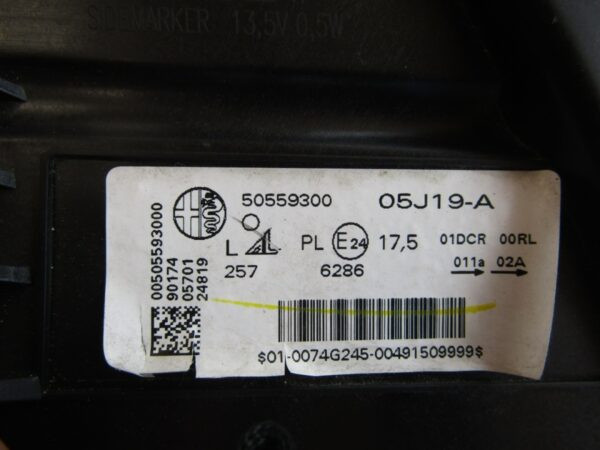 SIDEMARKER 13,5V 0,5W
50559300 05J19-A
L PL E24 17,5 01DCR 00RL
011a 02A
257 6286
00505593000
90174
05701
24819
$01-0074G245-00491509999$